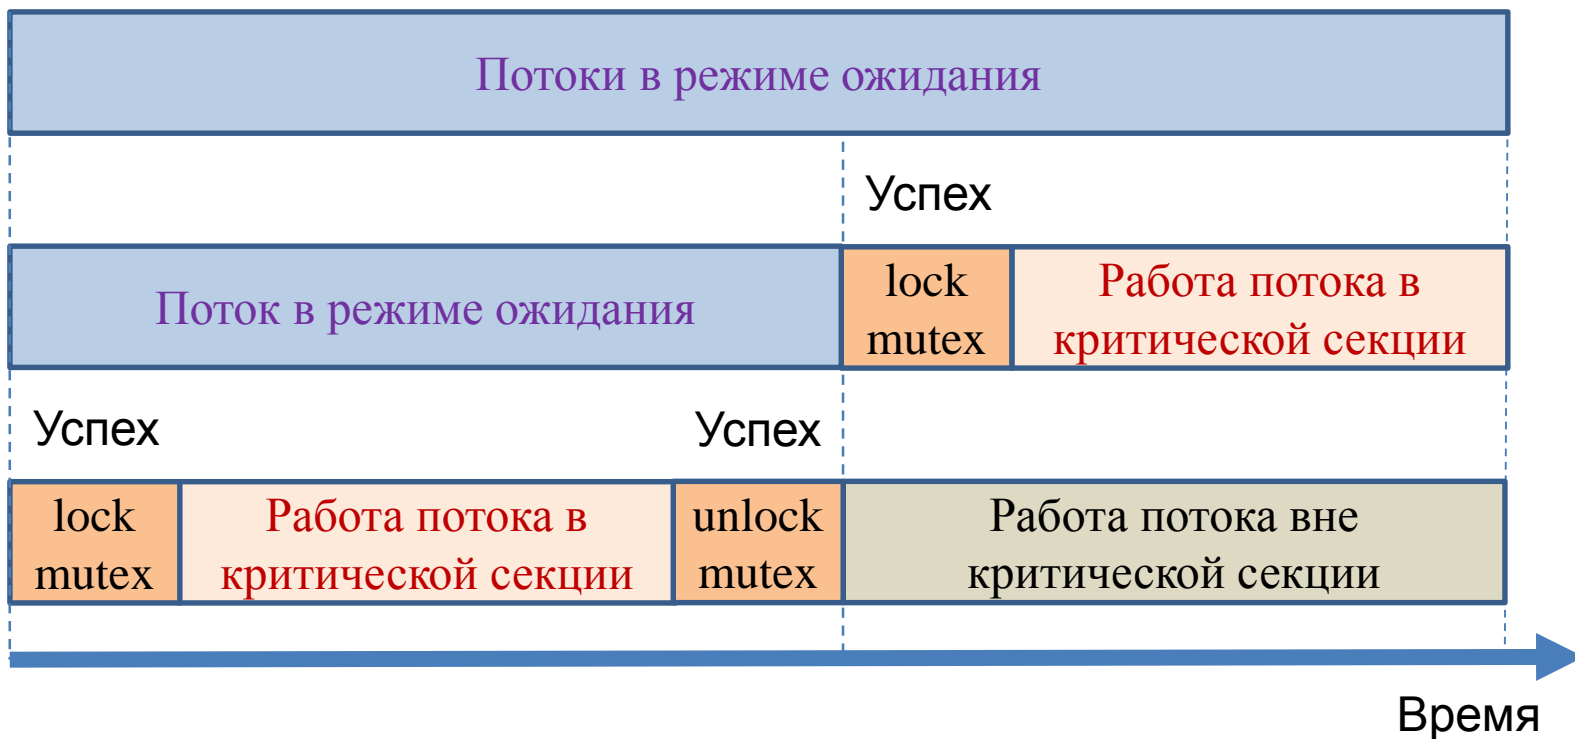 Потоки в режиме ожидания
Успех
Поток в режиме ожидания
lock
mutex
Работа потока в
критической секции
Успех
Успех
lock
mutex
Работа потока в
критической секции
unlock
mutex
Работа потока вне
критической секции
Время